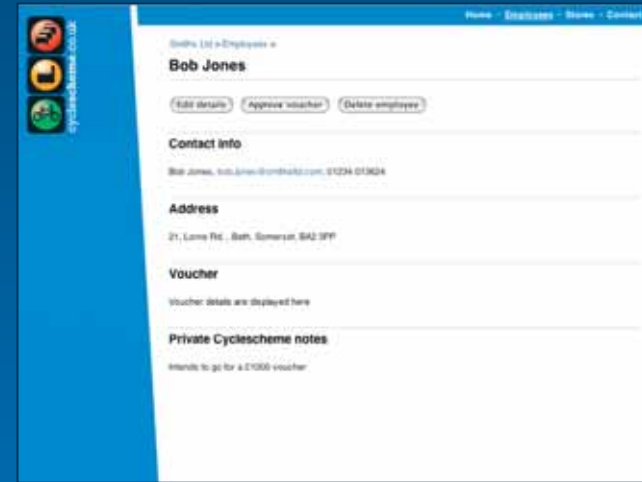 Home - Employees - Stores - Contact
cyclescheme.co.uk
Smiths Ltd » Employees »
Bob Jones
Edit details Approve voucher Delete employee
Contact info
Bob Jones, bob.jones@smithsltd.com, 01234 013624
Address
21, Lorne Rd., Bath, Somerset, BA2 3PP
Voucher
Voucher details are displayed here
Private Cyclescheme notes
Intends to go for a £1000 voucher